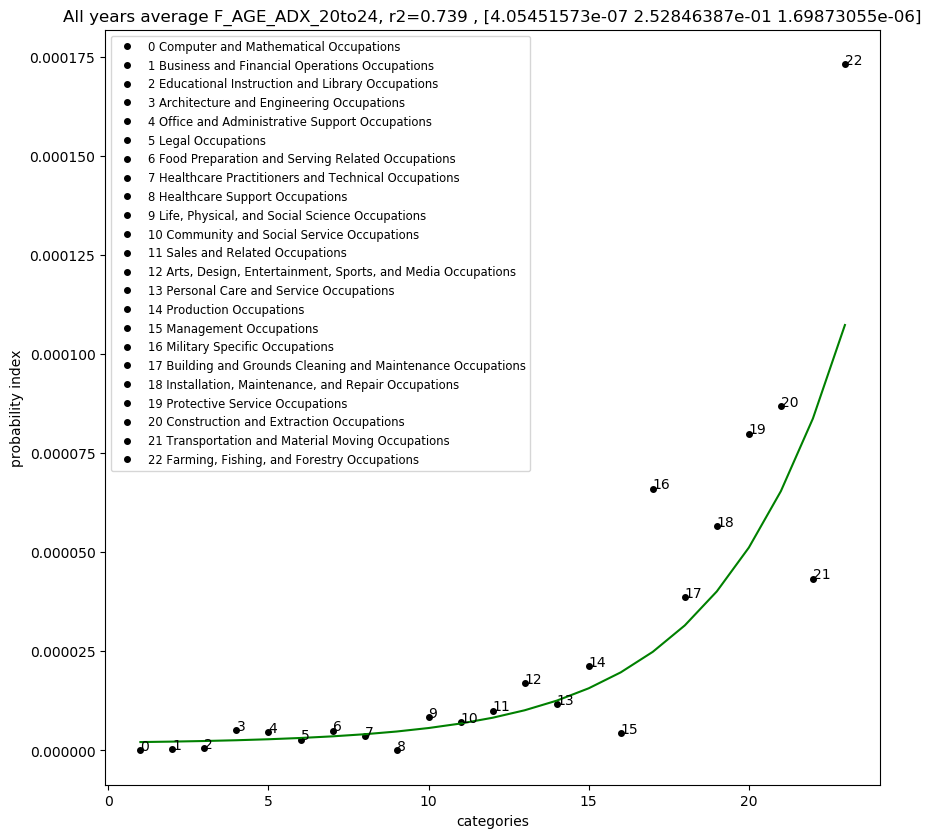 All years average F_AGE_ADX_20to24, r2=0.739 , [4.05451573e-07 2.52846387e-01 1.69873055e-06]
0 Computer and Mathematical Occupations
1 Business and Financial Operations Occupations
2 Educational Instruction and Library Occupations
3 Architecture and Engineering Occupations
4 Office and Administrative Support Occupations
5 Legal Occupations
6 Food Preparation and Serving Related Occupations
7 Healthcare Practitioners and Technical Occupations
8 Healthcare Support Occupations
9 Life, Physical, and Social Science Occupations
10 Community and Social Service Occupations
11 Sales and Related Occupations
12 Arts, Design, Entertainment, Sports, and Media Occupations
13 Personal Care and Service Occupations
14 Production Occupations
15 Management Occupations
16 Military Specific Occupations
17 Building and Grounds Cleaning and Maintenance Occupations
18 Installation, Maintenance, and Repair Occupations
19 Protective Service Occupations
20 Construction and Extraction Occupations
21 Transportation and Material Moving Occupations
22 Farming, Fishing, and Forestry Occupations
0.000175
0.000150
0.000125
0.000100
0.000075
0.000050
0.000025
0.000000
probability index
0
1
2
3
4
5
6
7
8
9
10
11
12
13
14
15
16
17
18
19
20
21
22
0
5
10
15
20
categories